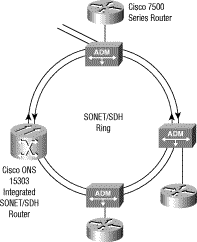 Cisco 7500
Series Router
ADM
SONET/SDH
Ring
ADM
Cisco ONS
15303
Integrated
SONET/SDH
Router
ADM